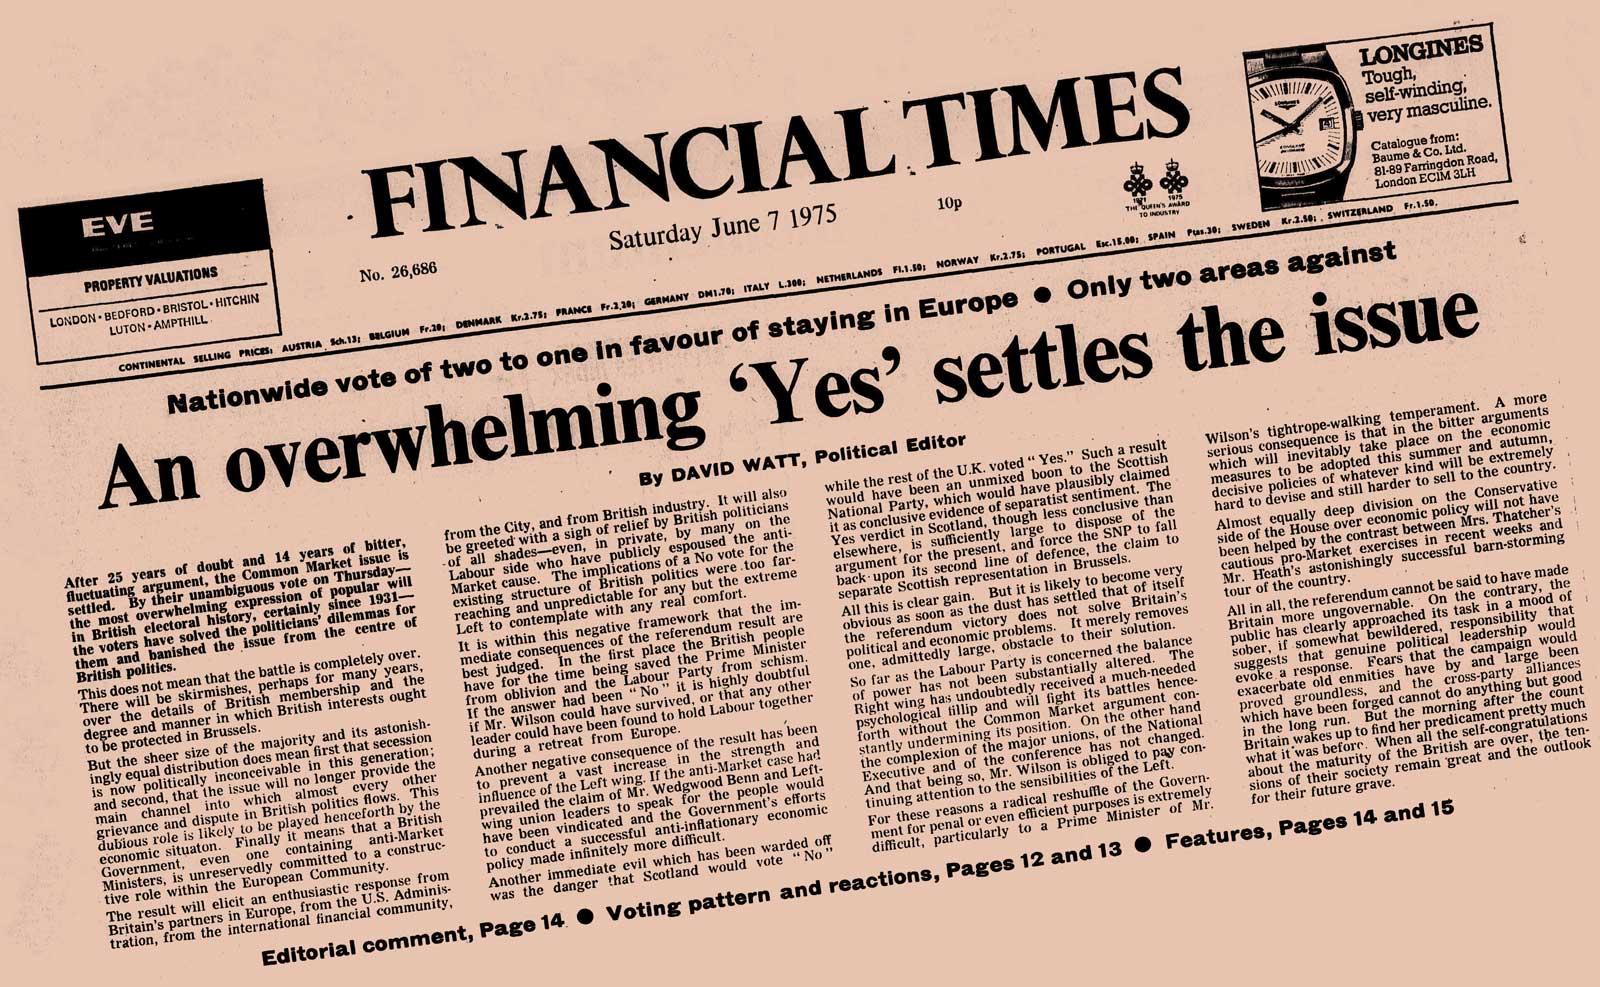 EVE
PROPERTY VALUATIONS
LONDON • BEDFORD • BRISTOL • HITCHIN
LUTON • AMPTHILL
FINANCIAL TIMES
No. 26,686
Saturday June 7 1975
10p
1971 1975
THE QUEEN'S AWARD
TO INDUSTRY
LONGINES
Tough,
self-winding,
very masculine.
Catalogue from:
Baume & Co. Ltd.
81-89 Farringdon Road,
London EC1M 3LH
CONTINENTAL SELLING PRICES: AUSTRIA Sch.13; BELGIUM Fr.20; DENMARK Kr.2.75; FRANCE Fr.2,20; GERMANY DM1.70; ITALY L.300; NETHERLANDS Fl.1.50; NORWAY Kr.2.75; PORTUGAL Esc.15.00; SPAIN Ptas.30; SWEDEN Kr.2.50; SWITZERLAND Fr.1.50.
Nationwide vote of two to one in favour of staying in Europe ● Only two areas against
An overwhelming ‘Yes’ settles the issue
By DAVID WATT, Political Editor
After 25 years of doubt and 14 years of bitter,
fluctuating argument, the Common Market issue is
settled. By their unambiguous vote on Thursday—
the most overwhelming expression of popular will
in British electoral history, certainly since 1931—
the voters have solved the politicians' dilemmas for
them and banished the issue from the centre of
British politics.
This does not mean that the battle is completely over.
There will be skirmishes, perhaps for many years,
over the details of British membership and the
degree and manner in which British interests ought
to be protected in Brussels.
But the sheer size of the majority and its astonish-
ingly equal distribution does mean first that secession
is now politically inconceivable in this generation;
and second, that the issue will no longer provide the
main channel into which almost every other
grievance and dispute in British politics flows. This
dubious role is likely to be played henceforth by the
economic situaton. Finally it means that a British
Government, even one containing anti-Market
Ministers, is unreservedly committed to a construc-
tive role within the European Community.
The result will elicit an enthusiastic response from
Britain's partners in Europe, from the U.S. Adminis-
tration, from the international financial community,
from the City, and from British industry. It will also
be greeted with a sigh of relief by British politicians
of all shades—even, in private, by many on the
Labour side who have publicly espoused the anti-
Market cause. The implications of a No vote for the
existing structure of British politics were too far-
reaching and unpredictable for any but the extreme
Left to contemplate with any real comfort.
It is within this negative framework that the im-
mediate consequences of the referendum result are
best judged. In the first place the British people
have for the time being saved the Prime Minister
from oblivion and the Labour Party from schism.
If the answer had been “ No ” it is highly doubtful
if Mr. Wilson could have survived, or that any other
leader could have been found to hold Labour together
during a retreat from Europe.
Another negative consequence of the result has been
to prevent a vast increase in the strength and
influence of the Left wing. If the anti-Market case had
prevailed the claim of Mr. Wedgwood Benn and Left-
wing union leaders to speak for the people would
have been vindicated and the Government's efforts
to conduct a successful anti-inflationary economic
policy made infinitely more difficult.
Another immediate evil which has been warded off
was the danger that Scotland would vote “ No ”
while the rest of the U.K. voted “ Yes.” Such a result
would have been an unmixed boon to the Scottish
National Party, which would have plausibly claimed
it as conclusive evidence of separatist sentiment. The
Yes verdict in Scotland, though less conclusive than
elsewhere, is sufficiently large to dispose of the
argument for the present, and force the SNP to fall
back upon its second line of defence, the claim to
separate Scottish representation in Brussels.
All this is clear gain. But it is likely to become very
obvious as soon as the dust has settled that of itself
the referendum victory does not solve Britain's
political and economic problems. It merely removes
one, admittedly large, obstacle to their solution.
So far as the Labour Party is concerned the balance
of power has not been substantially altered. The
Right wing has undoubtedly received a much-needed
psychological fillip and will fight its battles hence-
forth without the Common Market argument con-
stantly undermining its position. On the other hand
the complexion of the major unions, of the National
Executive and of the conference has not changed.
And that being so, Mr. Wilson is obliged to pay con-
tinuing attention to the sensibilities of the Left.
For these reasons a radical reshuffle of the Govern-
ment for penal or even efficient purposes is extremely
difficult, particularly to a Prime Minister of Mr.
Wilson's tightrope-walking temperament. A more
serious consequence is that in the bitter arguments
which will inevitably take place on the economic
measures to be adopted this summer and autumn,
decisive policies of whatever kind will be extremely
hard to devise and still harder to sell to the country.
Almost equally deep division on the Conservative
side of the House over economic policy will not have
been helped by the contrast between Mrs. Thatcher's
cautious pro-Market exercises in recent weeks and
Mr. Heath's astonishingly successful barn-storming
tour of the country.
All in all, the referendum cannot be said to have made
Britain more ungovernable. On the contrary, the
public has clearly approached its task in a mood of
sober, if somewhat bewildered, responsibility that
suggests that genuine political leadership would
evoke a response. Fears that the campaign would
exacerbate old enmities have by and large been
proved groundless, and the cross-party alliances
which have been forged cannot do anything but good
in the long run. But the morning after the count
Britain wakes up to find her predicament pretty much
what it was before. When all the self-congratulations
about the maturity of the British are over, the ten-
sions of their society remain great and the outlook
for their future grave.
Editorial comment, Page 14 ● Voting pattern and reactions, Pages 12 and 13 ● Features, Pages 14 and 15